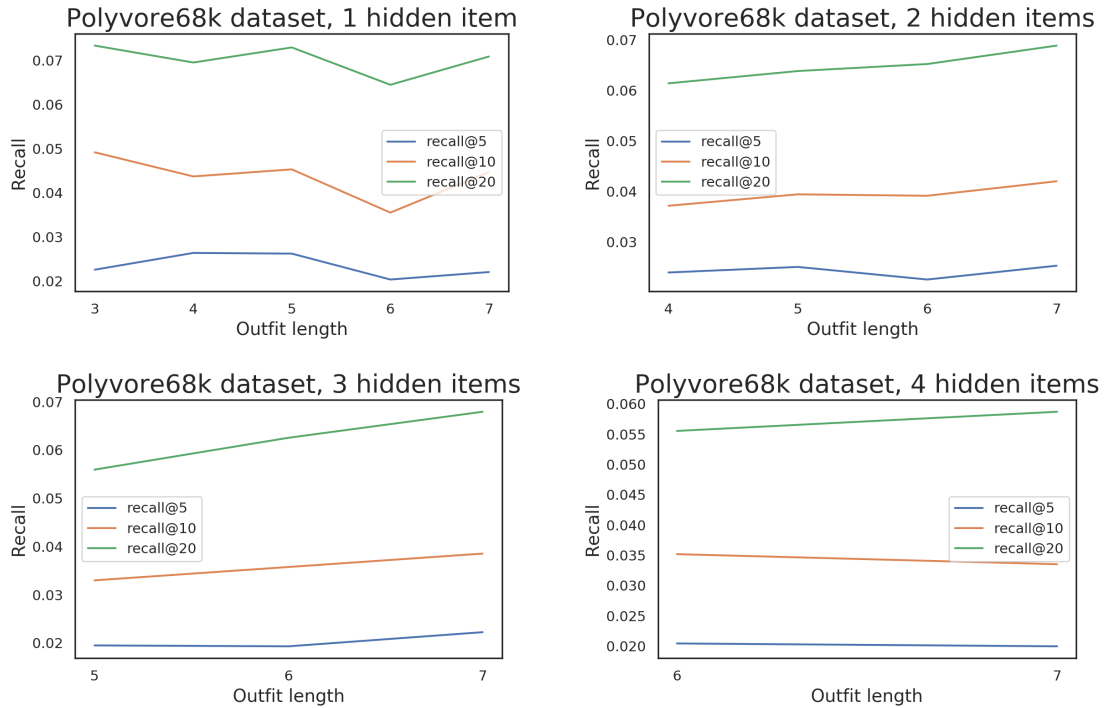 Polyvore68k dataset, 1 hidden item
0.07
0.06
0.05
0.04
0.03
0.02
Recall
recall@5
recall@10
recall@20
3 4 5 6 7
Outfit length
Polyvore68k dataset, 2 hidden items
0.07
0.06
0.05
0.04
0.03
Recall
recall@5
recall@10
recall@20
4 5 6 7
Outfit length
Polyvore68k dataset, 3 hidden items
0.07
0.06
0.05
0.04
0.03
0.02
Recall
recall@5
recall@10
recall@20
5 6 7
Outfit length
Polyvore68k dataset, 4 hidden items
0.060
0.055
0.050
0.045
0.040
0.035
0.030
0.025
0.020
Recall
recall@5
recall@10
recall@20
6 7
Outfit length